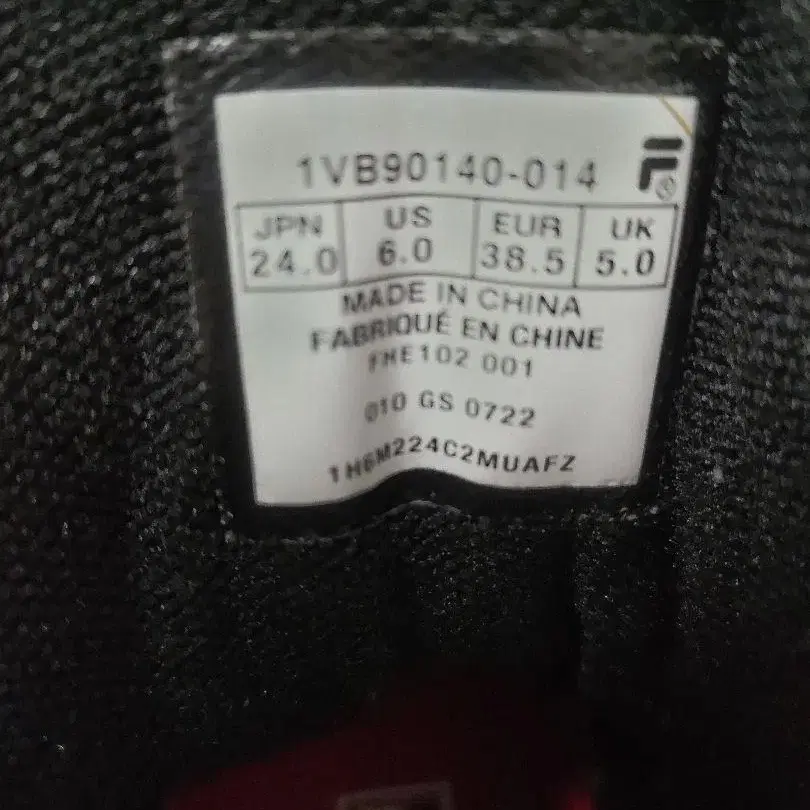 1VB90140-014
JPN US EUR UK
24.0 6.0 38.5 5.0
MADE IN CHINA
FABRIQUÉ EN CHINE
FHE102 001
010 GS 0722
1H6M224C2MUAFZ